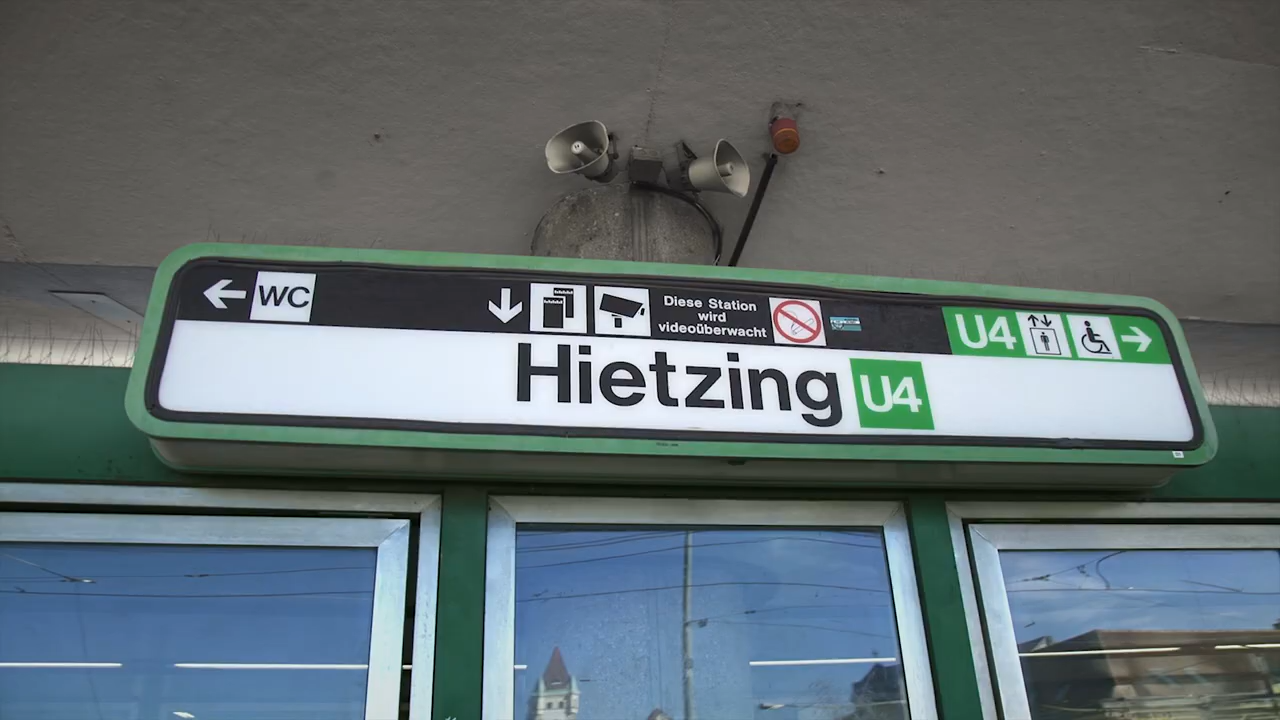 WC
Diese Station
wird
videoüberwacht
U4
Hietzing U4